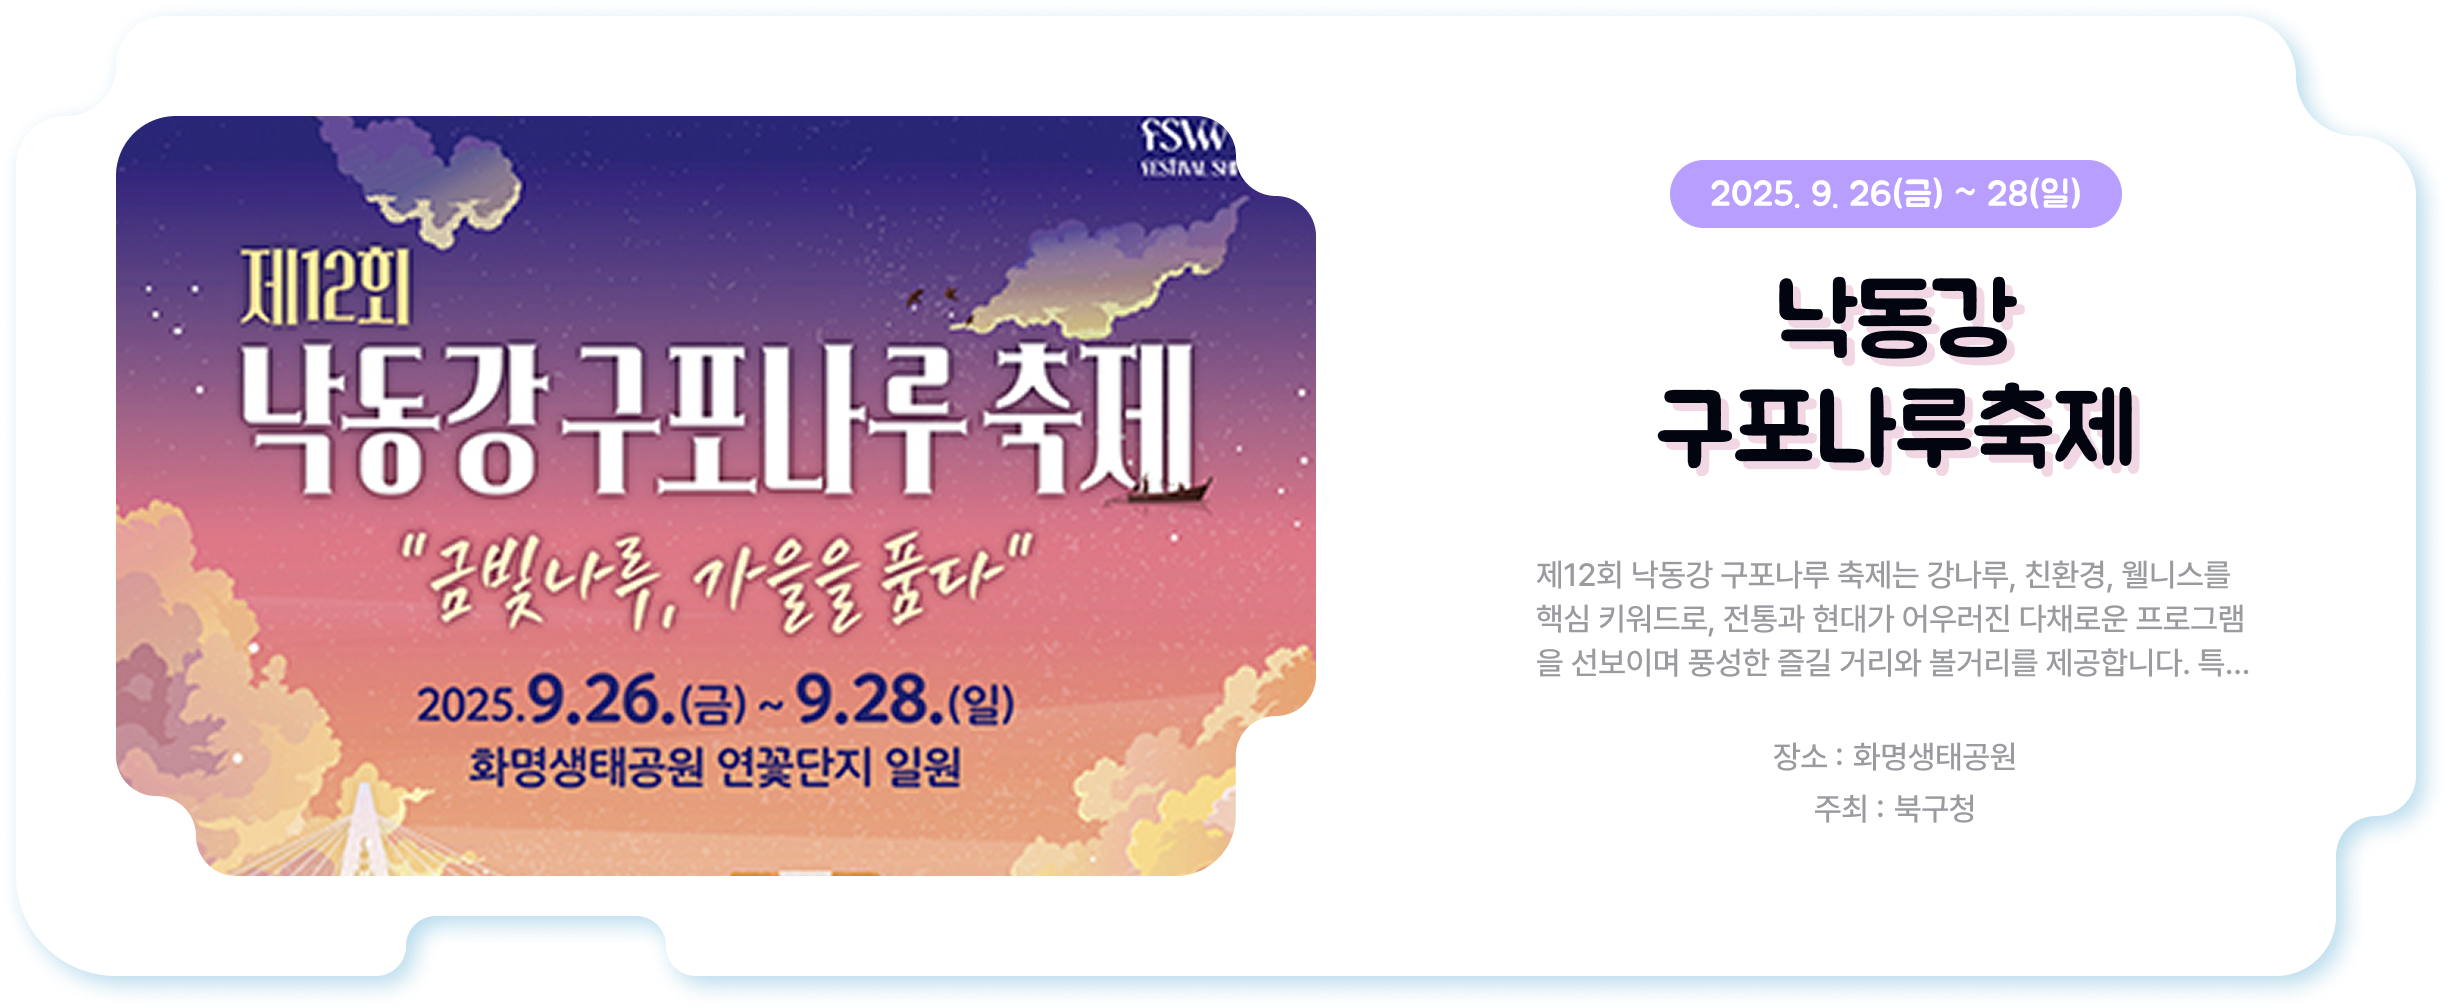 FSWW
FESTIVAL SHI
제12회
낙동강 구포나루 축제
"금빛나루, 가을을 품다"
2025.9.26.(금) ~ 9.28.(일)
화명생태공원 연꽃단지 일원
2025. 9. 26(금) ~ 28(일)
낙동강
구포나루축제
제12회 낙동강 구포나루 축제는 강나루, 친환경, 웰니스를
핵심 키워드로, 전통과 현대가 어우러진 다채로운 프로그램
을 선보이며 풍성한 즐길 거리와 볼거리를 제공합니다. 특...
장소 : 화명생태공원
주최 : 북구청